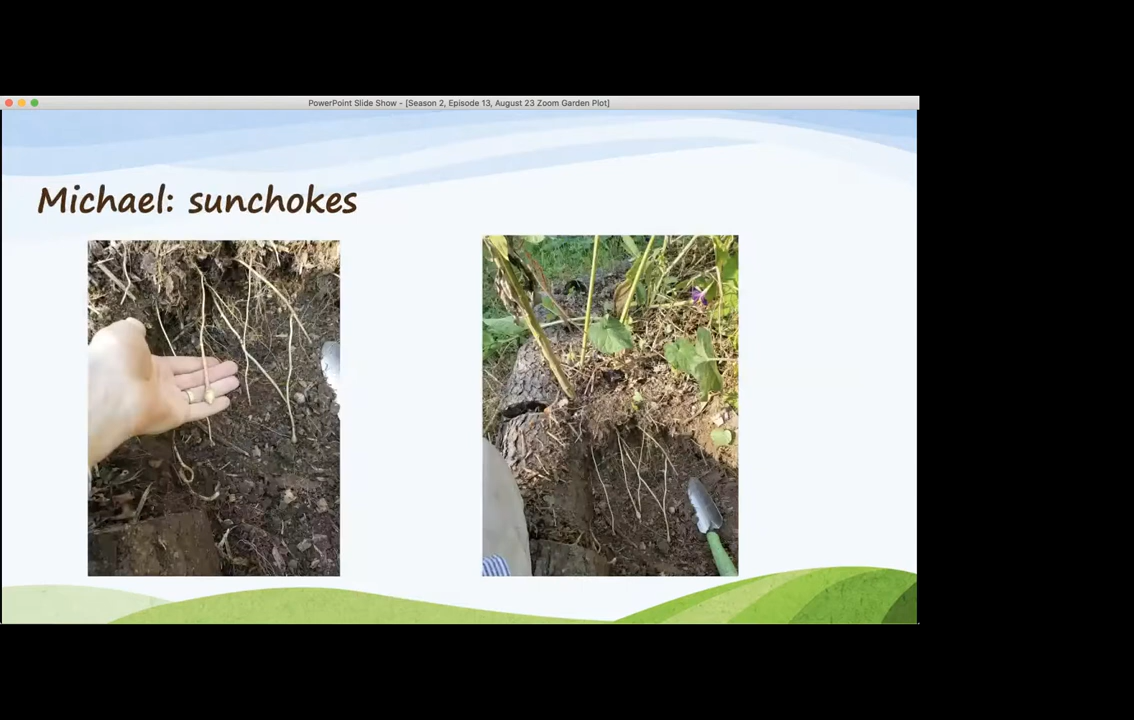 PowerPoint Slide Show - [Season 2, Episode 13, August 23 Zoom Garden Plot]
Michael: sunchokes